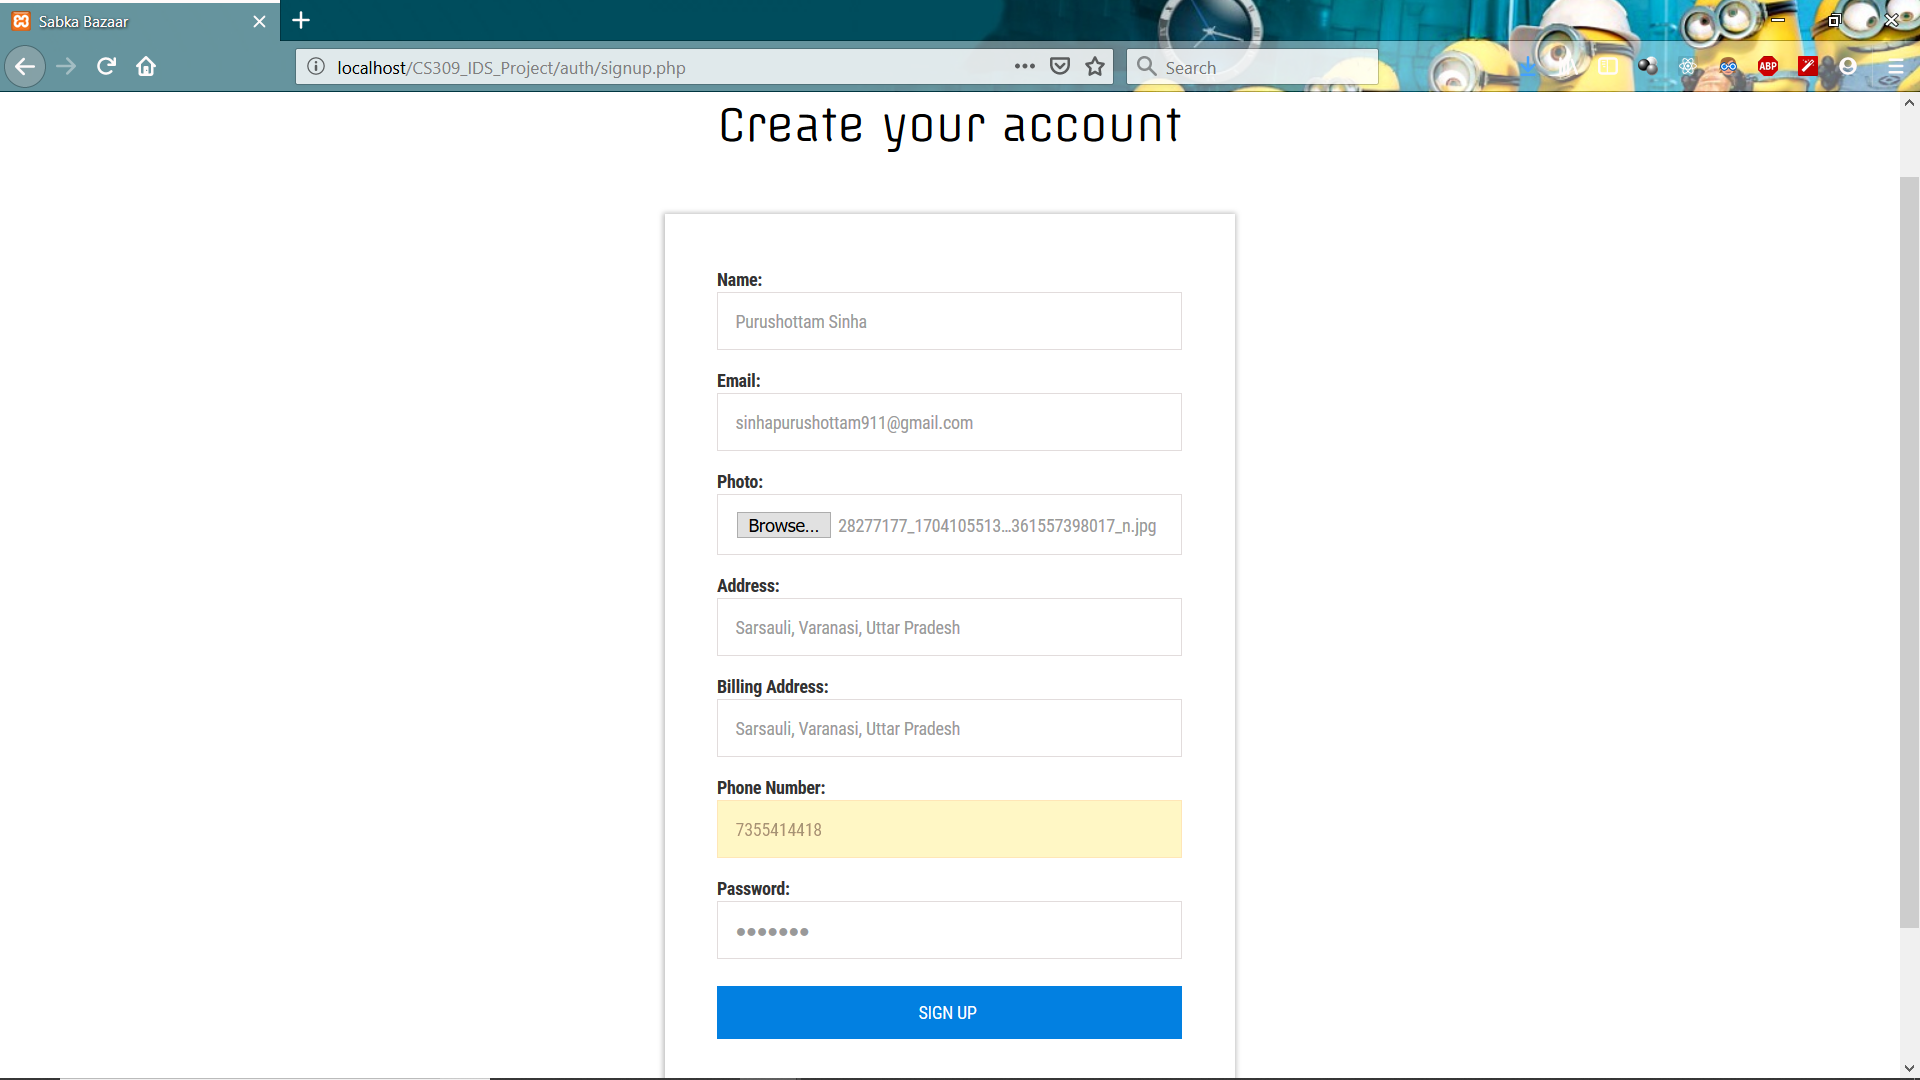 Sabka Bazaar
localhost/CS309_IDS_Project/auth/signup.php
Search
ABP
Create your account
Name:
Purushottam Sinha
Email:
sinhapurushottam911@gmail.com
Photo:
Browse... 28277177_1704105513...361557398017_n.jpg
Address:
Sarsauli, Varanasi, Uttar Pradesh
Billing Address:
Sarsauli, Varanasi, Uttar Pradesh
Phone Number:
7355414418
Password:
•••••••
SIGN UP